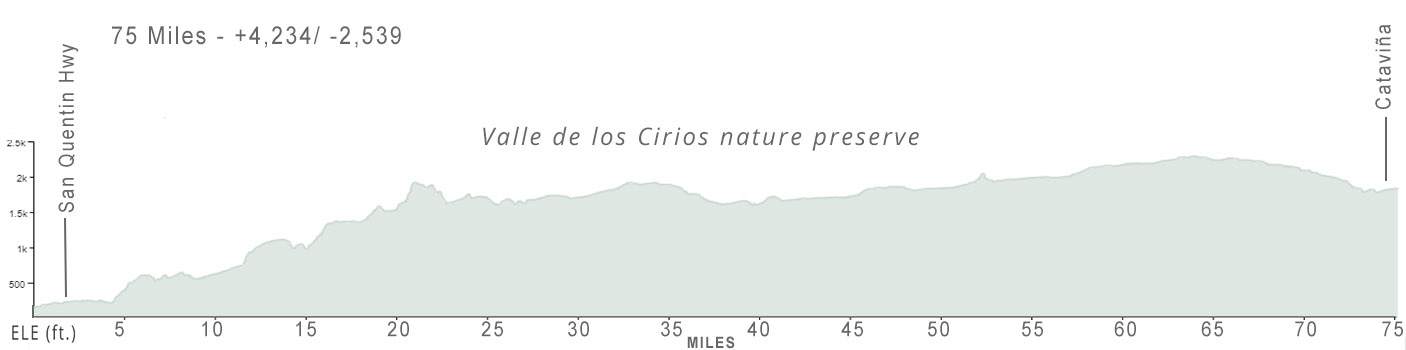 75 Miles - +4,234/ -2,539
San Quentin Hwy
Cataviña
Valle de los Cirios nature preserve
2.5k
2k
1.5k
1k
500
ELE (ft.)
5 10 15 20 25 30 35 40 45 50 55 60 65 70 75
MILES